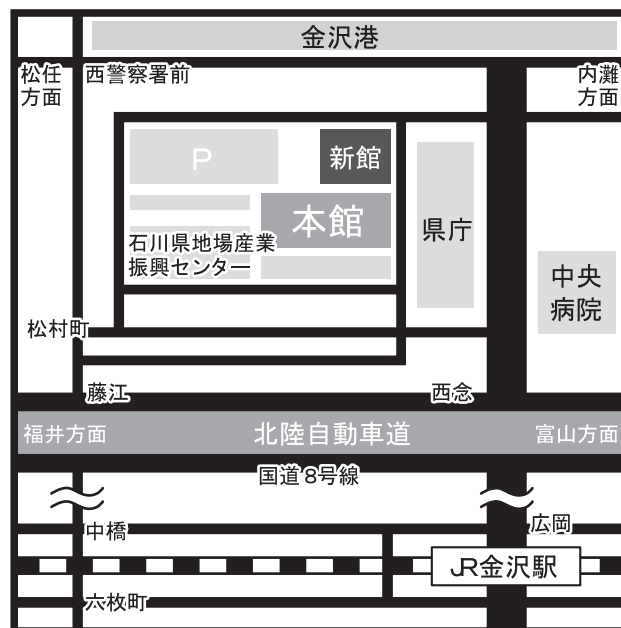 金沢港
松任
方面
西警察署前
内灘
方面
P
新館
本館
石川県地場産業
振興センター
県庁
中央
病院
松村町
藤江
西念
福井方面
北陸自動車道
富山方面
国道8号線
中橋
広岡
JR金沢駅
六枚町